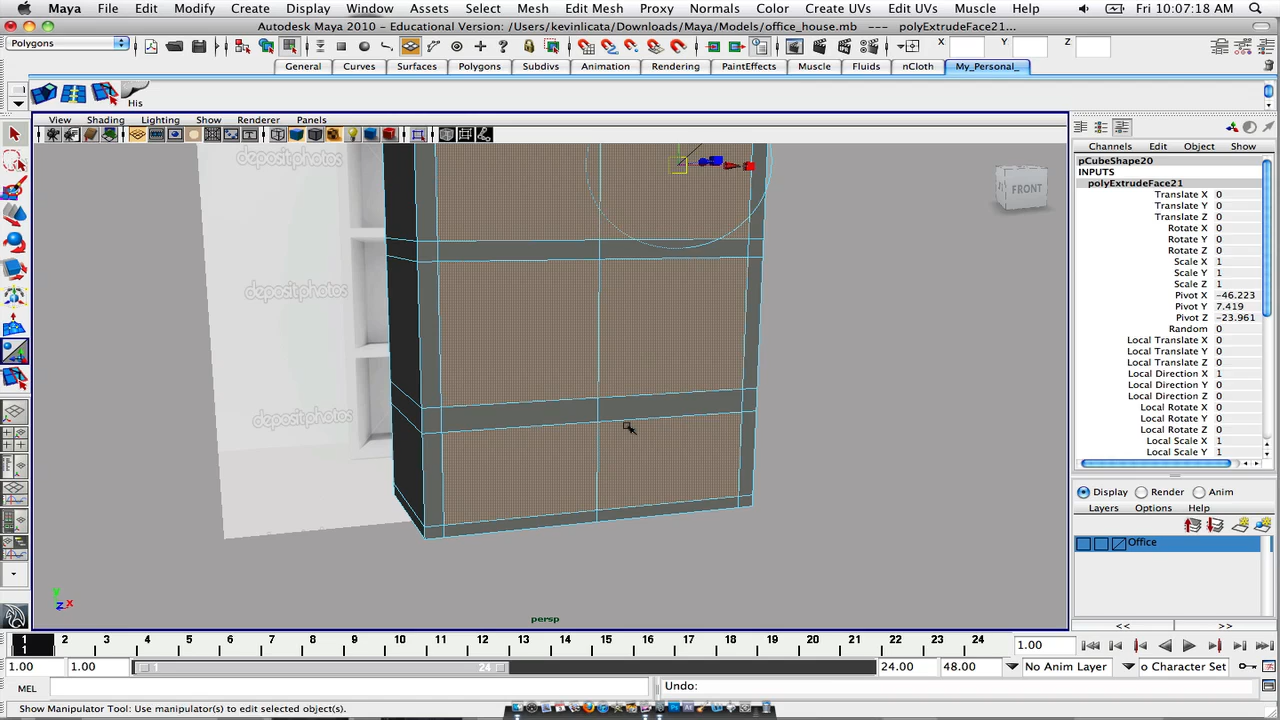 Maya File Edit Modify Create Display Window Assets Select Mesh Edit Mesh Proxy Normals Color Create UVs Edit UVs Muscle Help Fri 10:07:18 AM
Autodesk Maya 2010 - Educational Version: /Users/kevinlicata/Downloads/Maya/Models/office_house.mb --- polyExtrudeFace21...
Polygons X Y Z
General Curves Surfaces Polygons Subdivs Animation Rendering PaintEffects Muscle Fluids nCloth My_Personal_
His
View Shading Lighting Show Renderer Panels
Channels Edit Object Show
depositphotos
depositphotos
depositphotos
FRONT
pCubeShape20
INPUTS
polyExtrudeFace21
Translate X 0
Translate Y 0
Translate Z 0
Rotate X 0
Rotate Y 0
Rotate Z 0
Scale X 1
Scale Y 1
Scale Z 1
Pivot X -46.223
Pivot Y 7.419
Pivot Z -23.961
Random 0
Local Translate X 0
Local Translate Y 0
Local Translate Z 0
Local Direction X 1
Local Direction Y 0
Local Direction Z 0
Local Rotate X 0
Local Rotate Y 0
Local Rotate Z 0
Local Scale X 1
Local Scale Y 1
Display Render Anim
Layers Options Help
Office
y
z x
persp
<< >>
1 2 3 4 5 6 7 8 9 10 11 12 13 14 15 16 17 18 19 20 21 22 23 24 1.00
1
1.00 1.00 1 24 24.00 48.00 No Anim Layer o Character Set
MEL Undo:
Show Manipulator Tool: Use manipulator(s) to edit selected object(s).